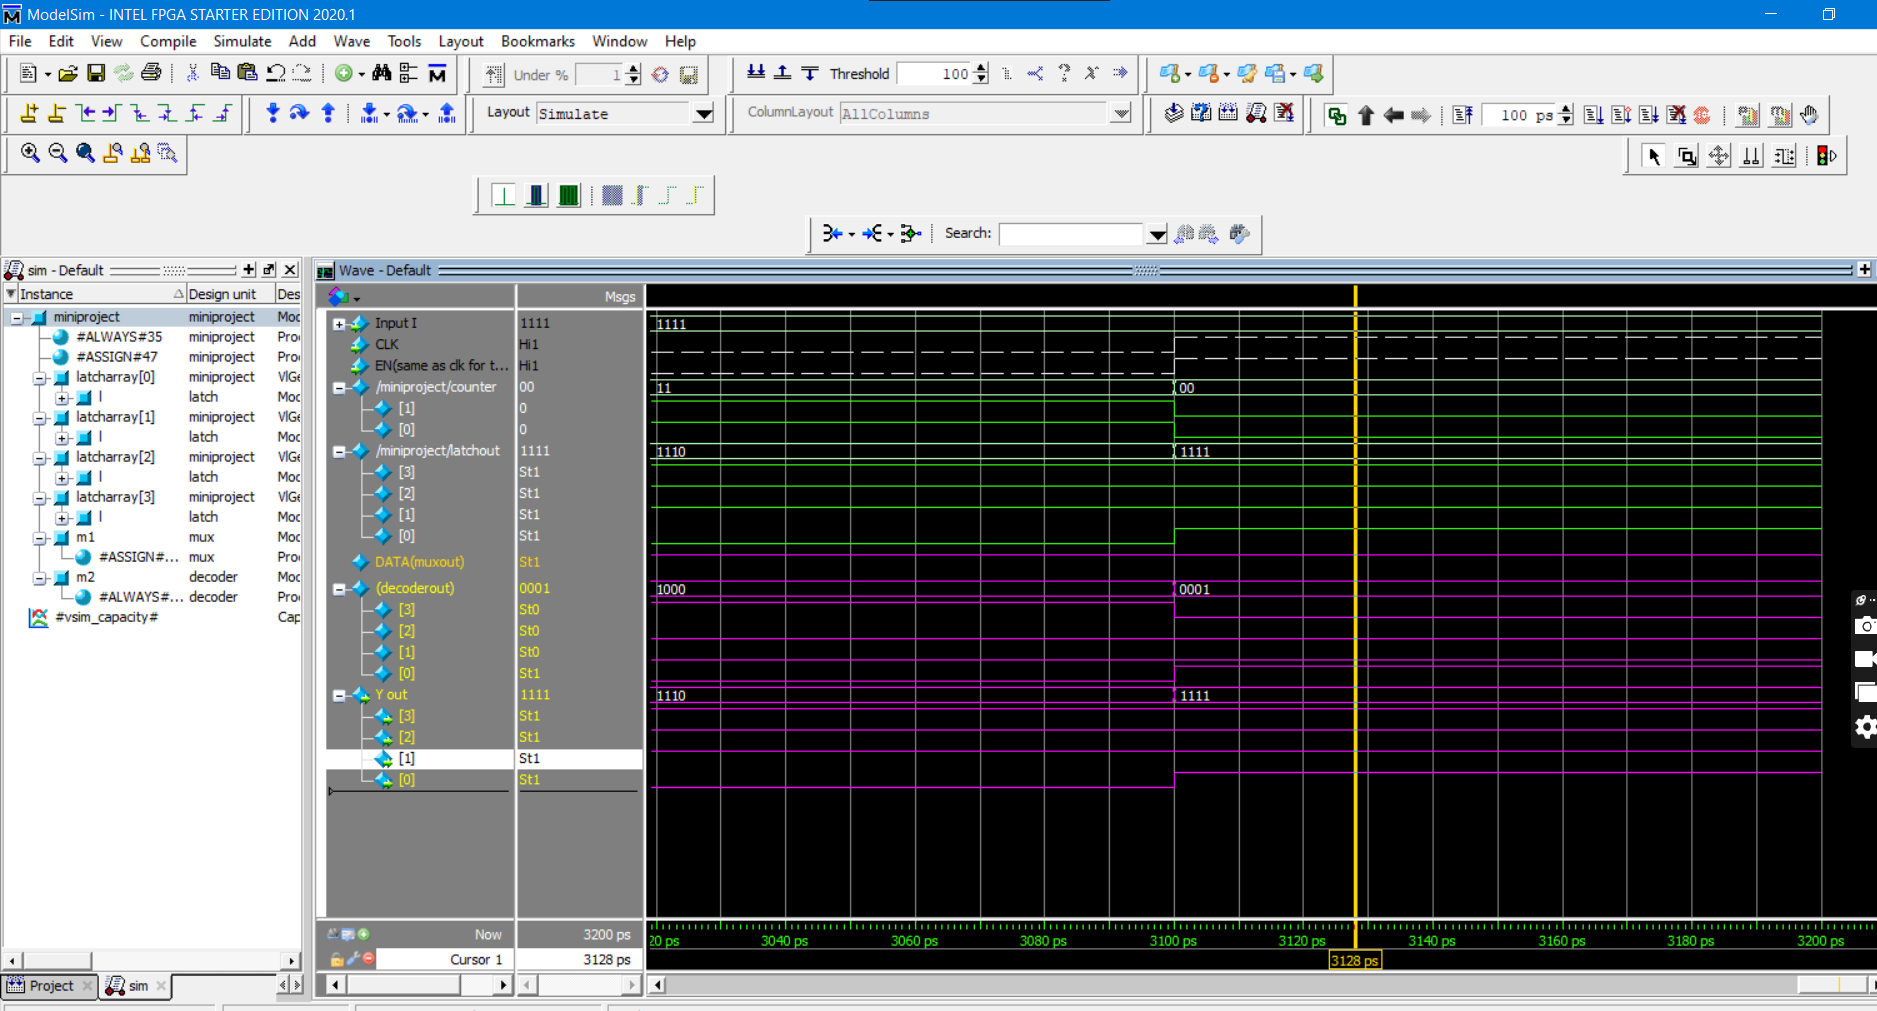 ModelSim - INTEL FPGA STARTER EDITION 2020.1
File Edit View Compile Simulate Add Wave Tools Layout Bookmarks Window Help
Under % 1 Threshold 100
Layout Simulate ColumnLayout AllColumns 100 ps
Search:
sim - Default
Instance Design unit Des
miniproject miniproject Moc
#ALWAYS#35 miniproject Pro
#ASSIGN#47 miniproject Pro
latcharray[0] miniproject VlGe
l latch Moc
latcharray[1] miniproject VlGe
l latch Moc
latcharray[2] miniproject VlGe
l latch Moc
latcharray[3] miniproject VlGe
l latch Moc
m1 mux Moc
#ASSIGN#... mux Pro
m2 decoder Moc
#ALWAYS#... decoder Pro
#vsim_capacity# Cap
Project sim
Wave - Default
Msgs
Input I 1111 1111
CLK Hi1
EN(same as clk for t... Hi1
/miniproject/counter 00 11 00
[1] 0
[0] 0
/miniproject/latchout 1111 1110 1111
[3] St1
[2] St1
[1] St1
[0] St1
DATA(muxout) St1
(decoderout) 0001 1000 0001
[3] St0
[2] St0
[1] St0
[0] St1
Y out 1111 1110 1111
[3] St1
[2] St1
[1] St1
[0] St1
Now 3200 ps 20 ps 3040 ps 3060 ps 3080 ps 3100 ps 3120 ps 3140 ps 3160 ps 3180 ps 3200 ps
Cursor 1 3128 ps 3128 ps